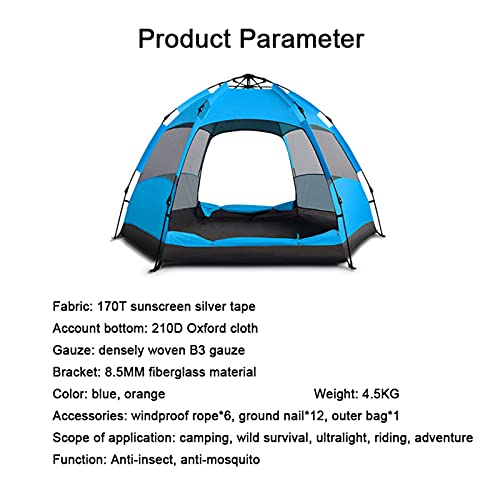 Product Parameter
Fabric: 170T sunscreen silver tape
Account bottom: 210D Oxford cloth
Gauze: densely woven B3 gauze
Bracket: 8.5MM fiberglass material
Color: blue, orange Weight: 4.5KG
Accessories: windproof rope*6, ground nail*12, outer bag*1
Scope of application: camping, wild survival, ultralight, riding, adventure
Function: Anti-insect, anti-mosquito